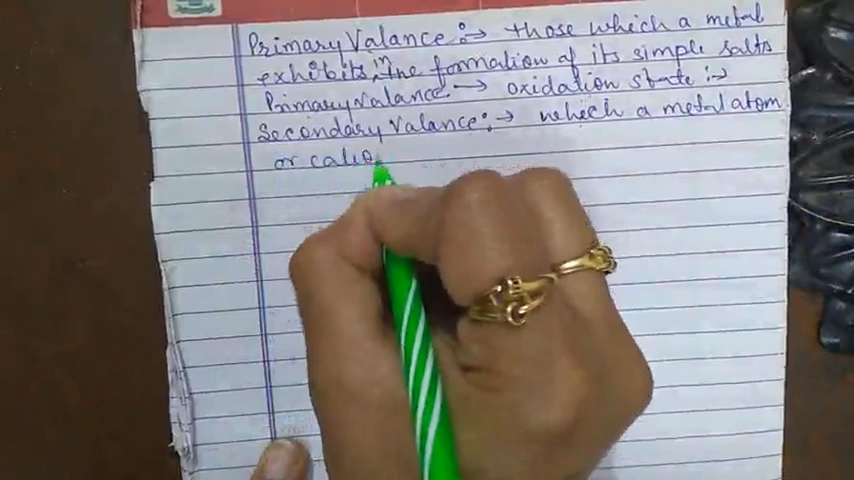 Primary Valance :→ those which a metal
exhibits in the formation of its simple salts
Primary valance → oxidation state :→
Secondary Valance :→ which a metal atom
or catio